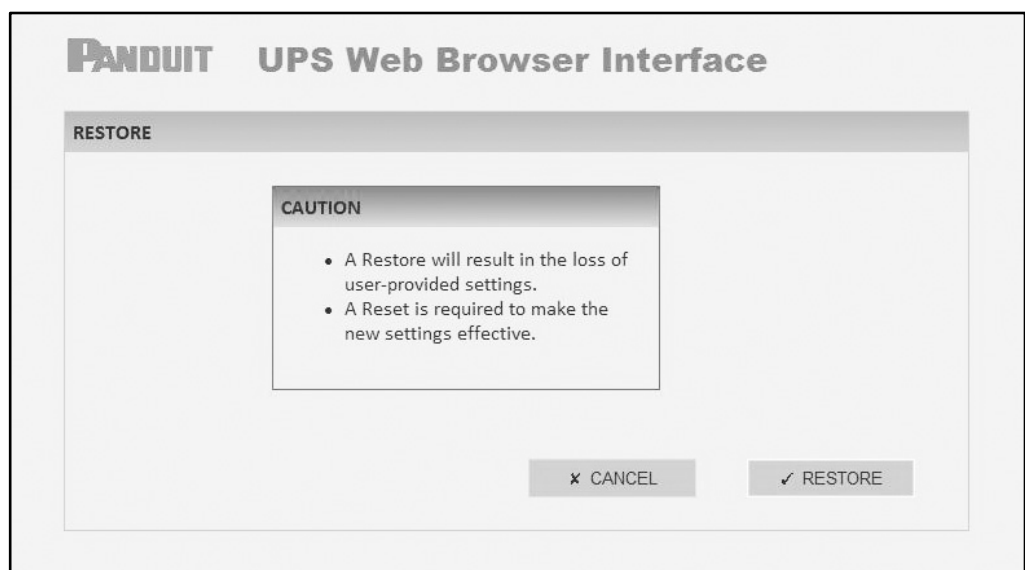 PANDUIT UPS Web Browser Interface
RESTORE
CAUTION
• A Restore will result in the loss of
user-provided settings.
• A Reset is required to make the
new settings effective.
✗ CANCEL ✓ RESTORE